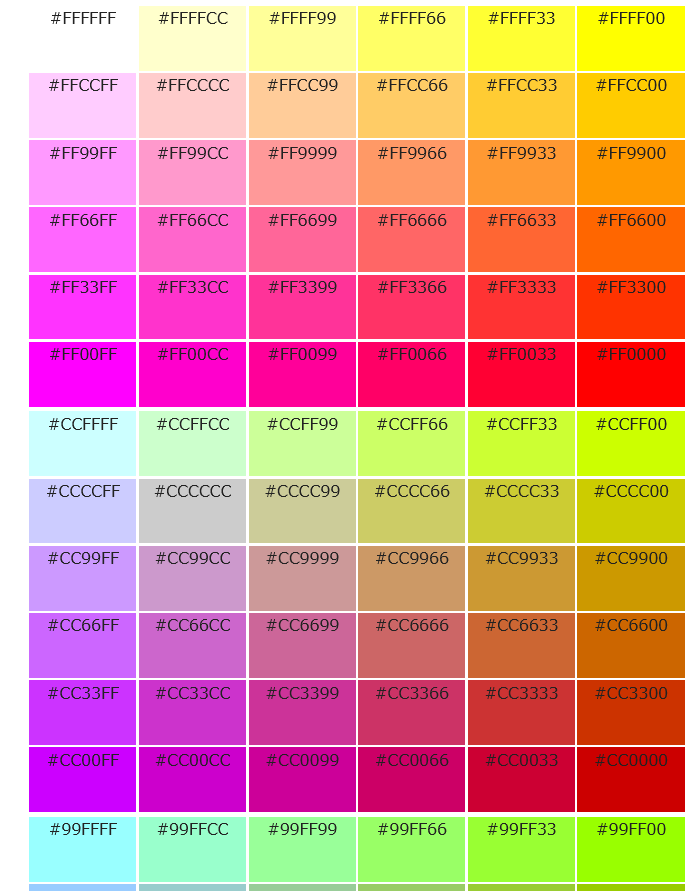 #FFFFFF #FFFFCC #FFFF99 #FFFF66 #FFFF33 #FFFF00
#FFCCFF #FFCCCC #FFCC99 #FFCC66 #FFCC33 #FFCC00
#FF99FF #FF99CC #FF9999 #FF9966 #FF9933 #FF9900
#FF66FF #FF66CC #FF6699 #FF6666 #FF6633 #FF6600
#FF33FF #FF33CC #FF3399 #FF3366 #FF3333 #FF3300
#FF00FF #FF00CC #FF0099 #FF0066 #FF0033 #FF0000
#CCFFFF #CCFFCC #CCFF99 #CCFF66 #CCFF33 #CCFF00
#CCCCFF #CCCCCC #CCCC99 #CCCC66 #CCCC33 #CCCC00
#CC99FF #CC99CC #CC9999 #CC9966 #CC9933 #CC9900
#CC66FF #CC66CC #CC6699 #CC6666 #CC6633 #CC6600
#CC33FF #CC33CC #CC3399 #CC3366 #CC3333 #CC3300
#CC00FF #CC00CC #CC0099 #CC0066 #CC0033 #CC0000
#99FFFF #99FFCC #99FF99 #99FF66 #99FF33 #99FF00